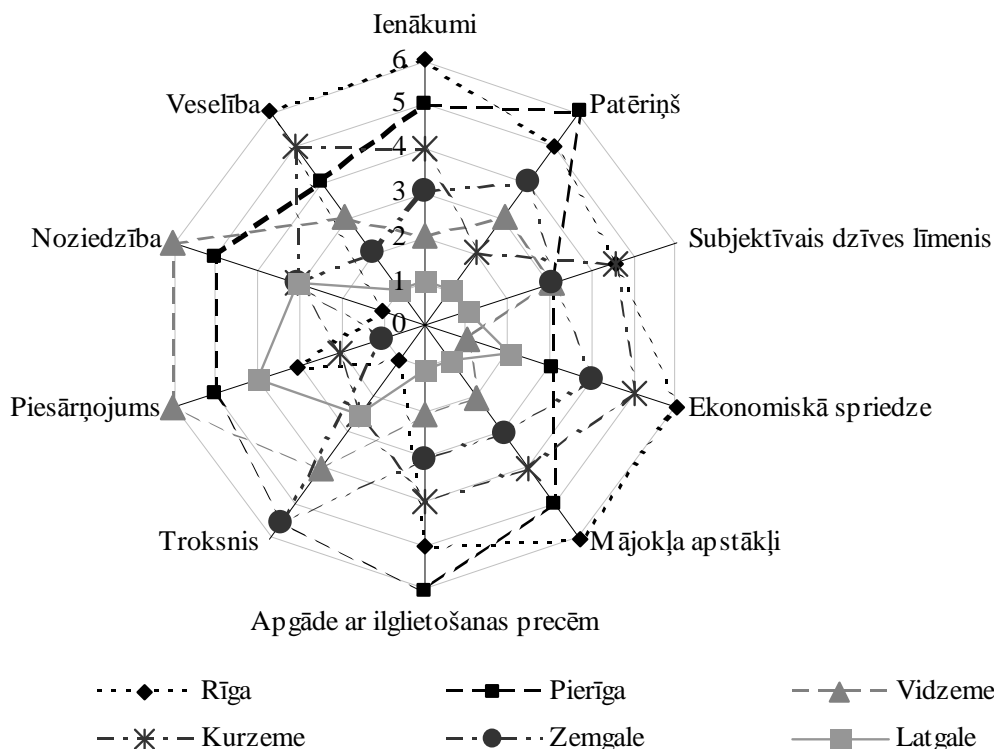 Ienākumi
6
Veselība
Patēriņš
5
4
3
Noziedzība
Subjektīvais dzīves līmenis
2
1
0
Piesārņojums
Ekonomiskā spriedze
Troksnis
Mājokļa apstākļi
Apgāde ar ilglietošanas precēm
Rīga
Pierīga
Vidzeme
Kurzeme
Zemgale
Latgale